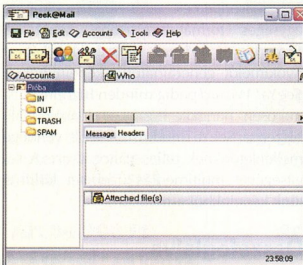 Peek@Mail
File Edit Accounts Tools Help
Accounts
Who
Próba
IN
OUT
TRASH
SPAM
Message Headers
Attached file(s)
23:58:09